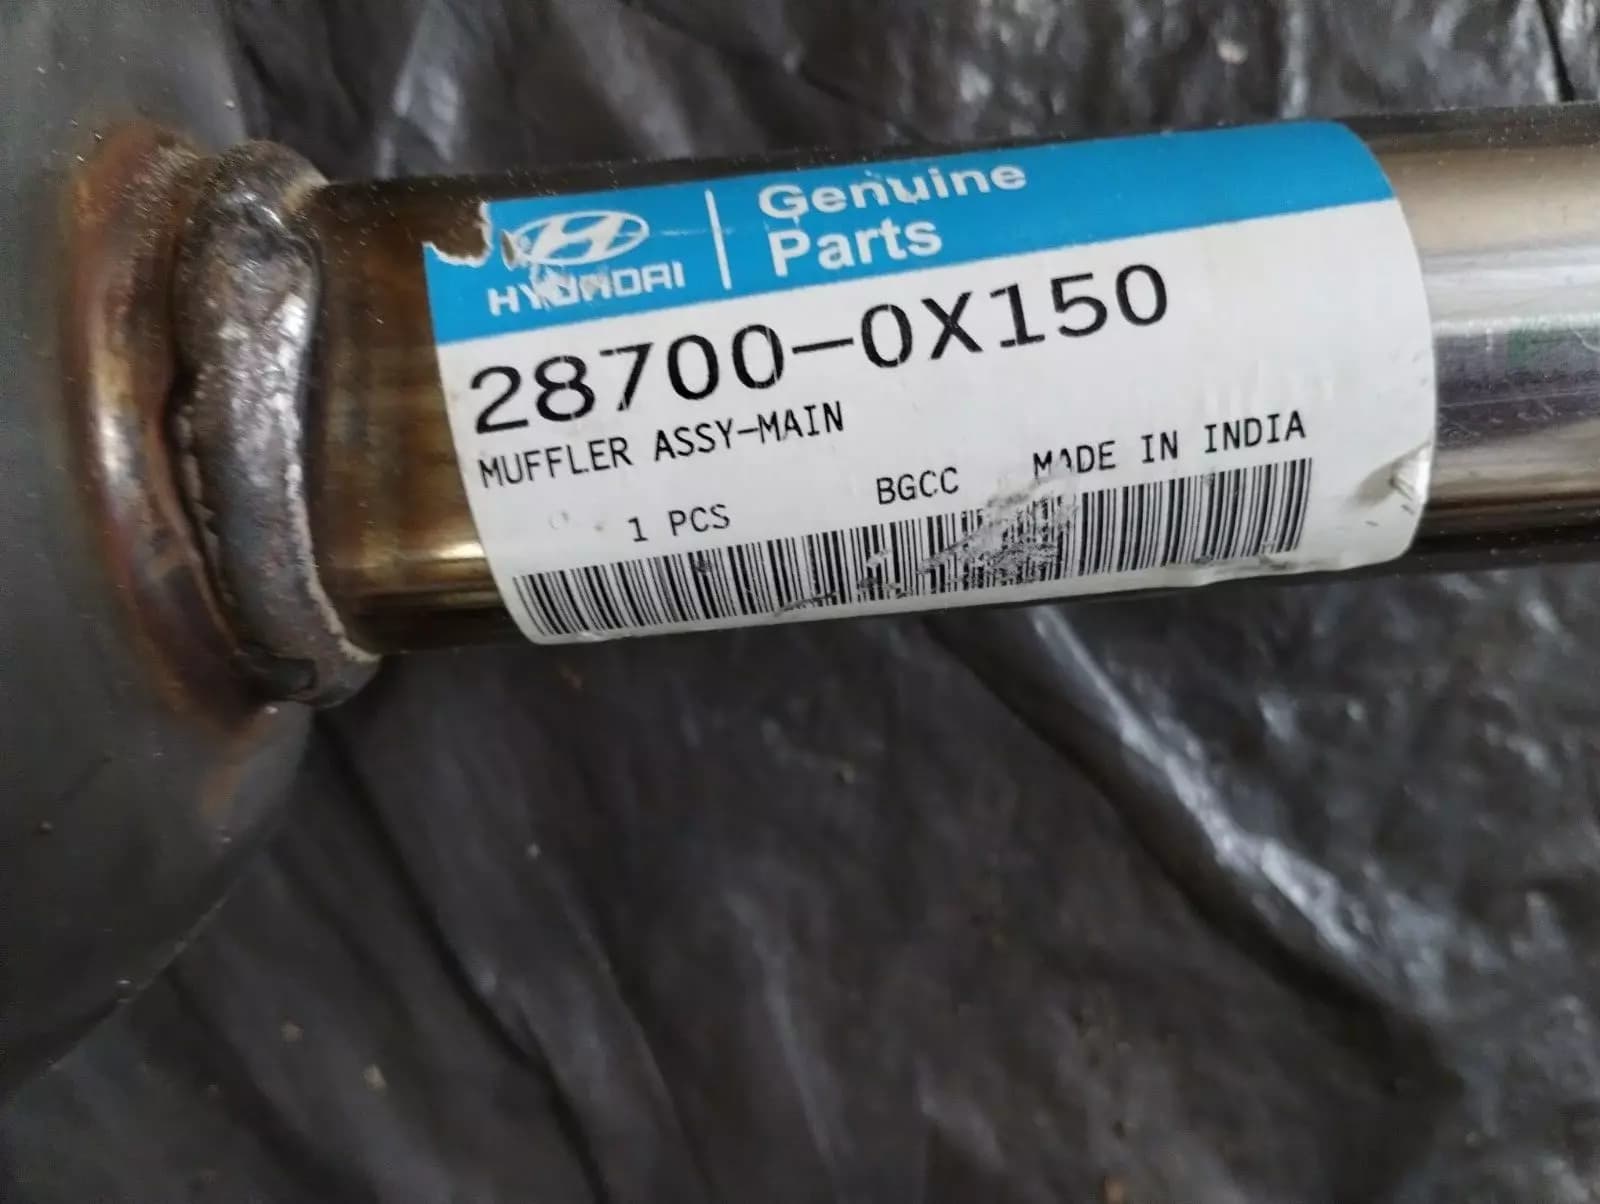 HYUNDAI
Genuine
Parts
28700-0X150
MUFFLER ASSY-MAIN
1 PCS BGCC MADE IN INDIA